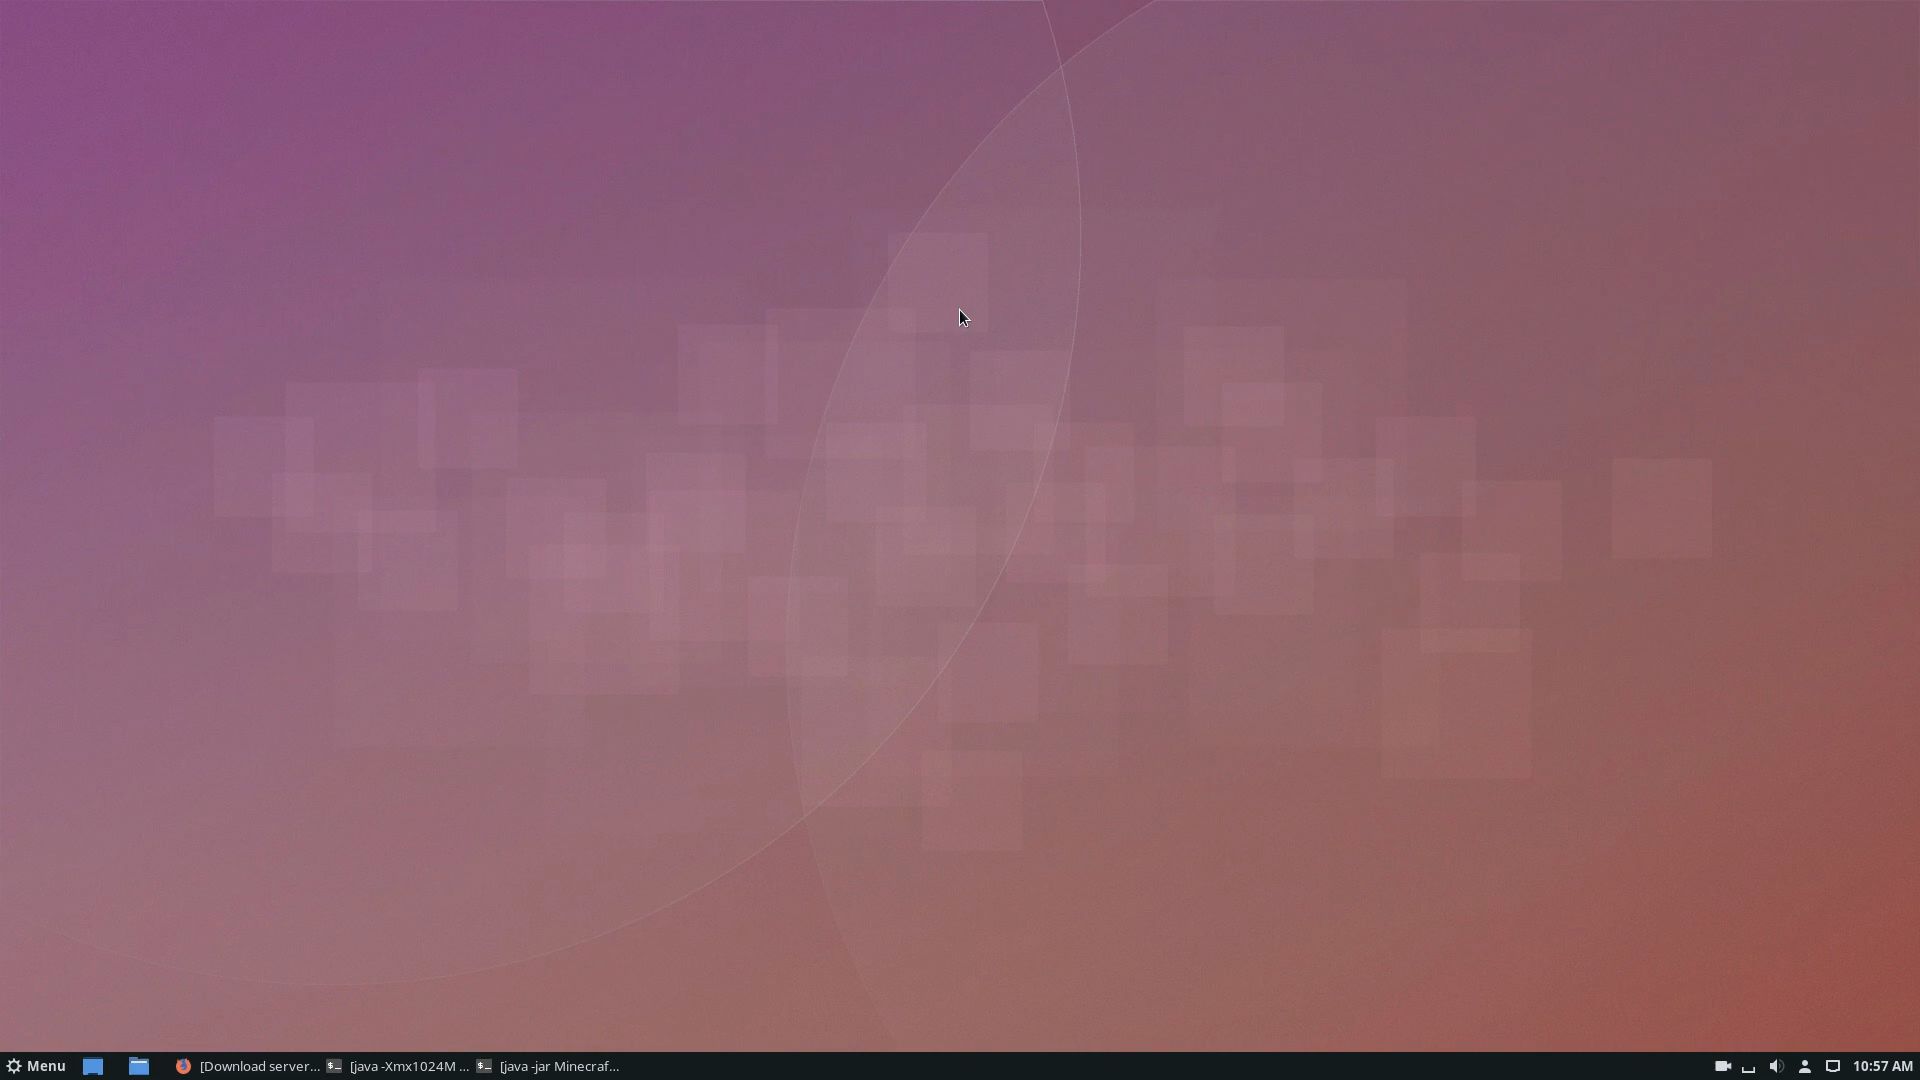 Menu
[Download server...
[java -Xmx1024M ...
[java -jar Minecraf...
10:57 AM